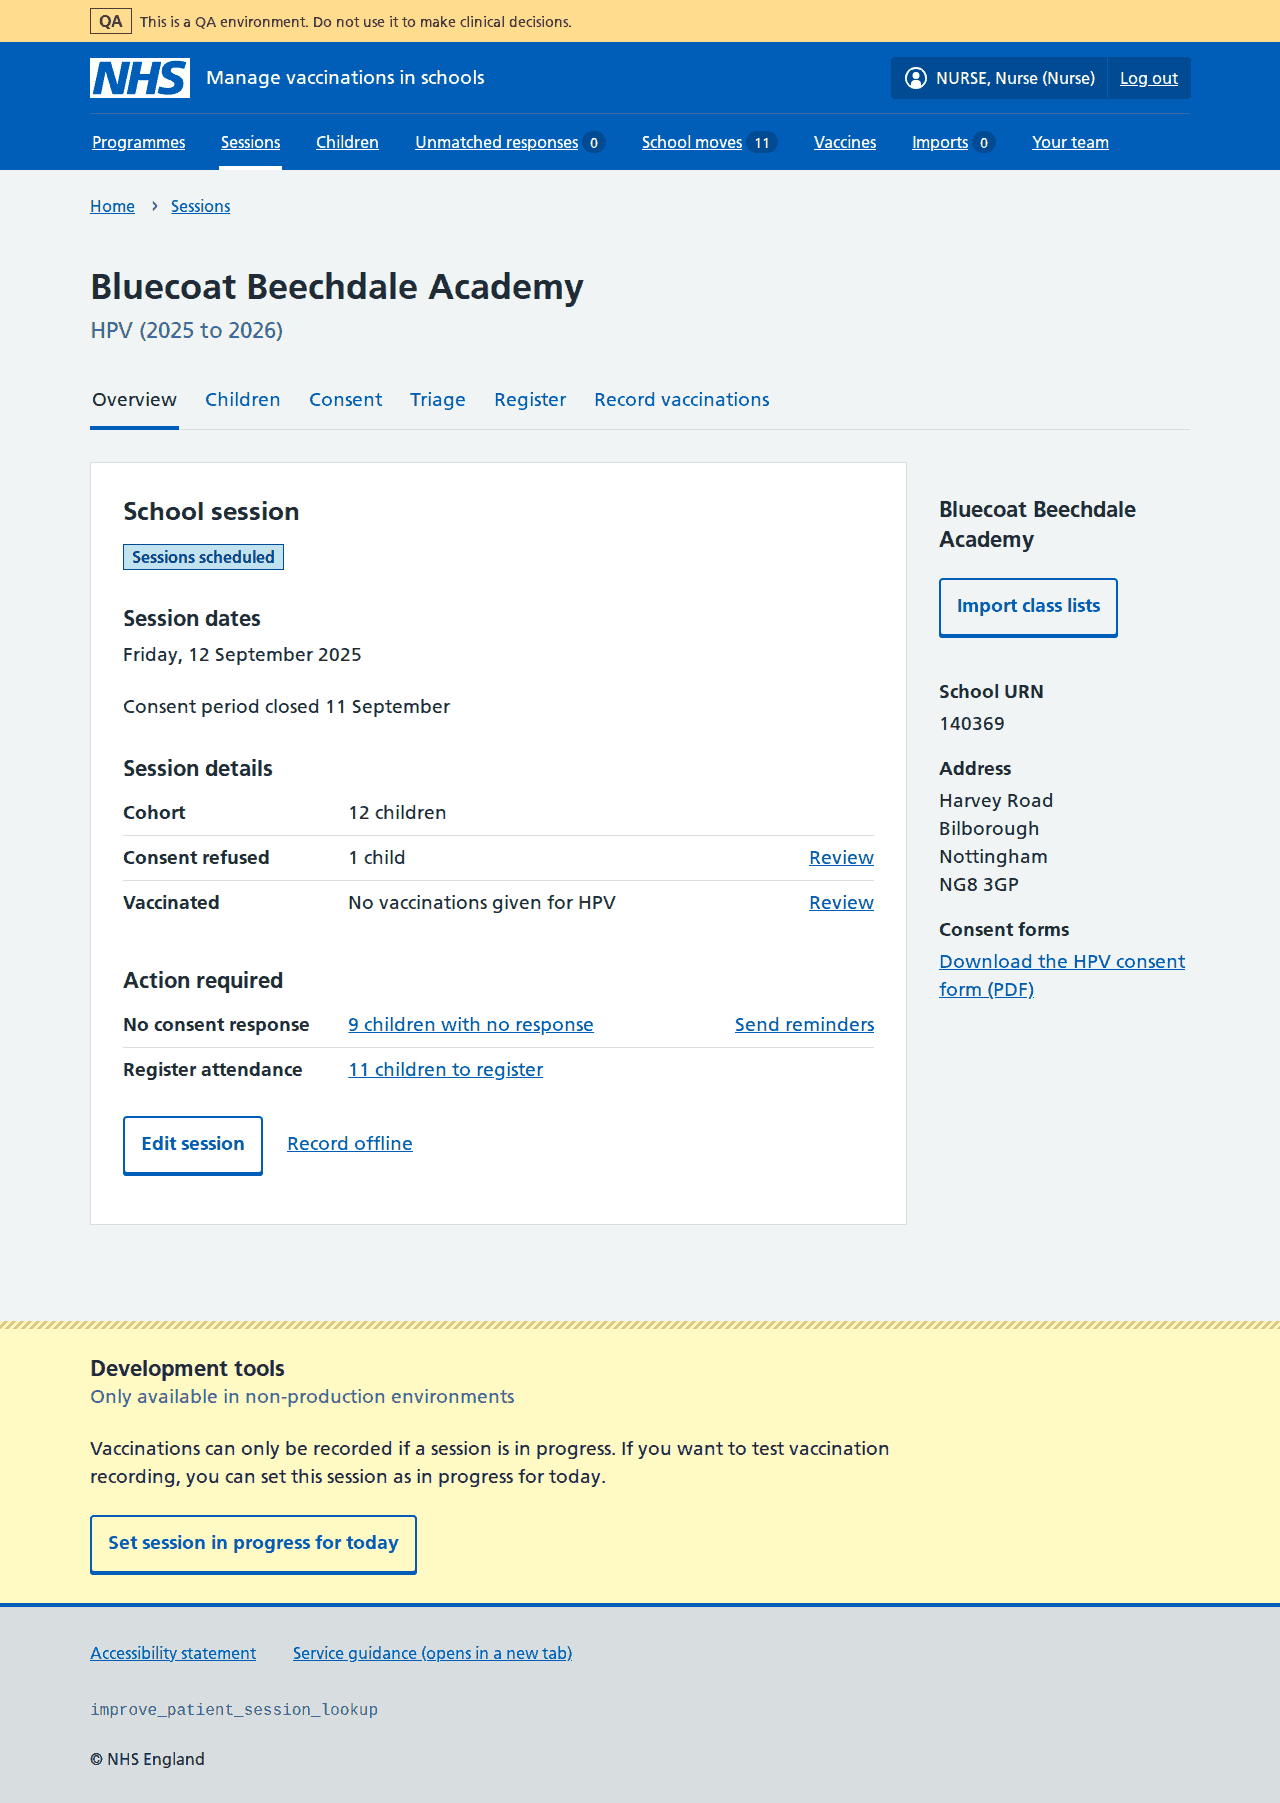 QA This is a QA environment. Do not use it to make clinical decisions.
NHS Manage vaccinations in schools NURSE, Nurse (Nurse) Log out
Programmes Sessions Children Unmatched responses 0 School moves 11 Vaccines Imports 0 Your team
Home › Sessions
Bluecoat Beechdale Academy
HPV (2025 to 2026)
Overview Children Consent Triage Register Record vaccinations
School session
Sessions scheduled
Session dates
Friday, 12 September 2025
Consent period closed 11 September
Session details
Cohort 12 children
Consent refused 1 child Review
Vaccinated No vaccinations given for HPV Review
Action required
No consent response 9 children with no response Send reminders
Register attendance 11 children to register
Edit session Record offline
Bluecoat Beechdale
Academy
Import class lists
School URN
140369
Address
Harvey Road
Bilborough
Nottingham
NG8 3GP
Consent forms
Download the HPV consent
form (PDF)
Development tools
Only available in non-production environments
Vaccinations can only be recorded if a session is in progress. If you want to test vaccination
recording, you can set this session as in progress for today.
Set session in progress for today
Accessibility statement Service guidance (opens in a new tab)
improve_patient_session_lookup
© NHS England